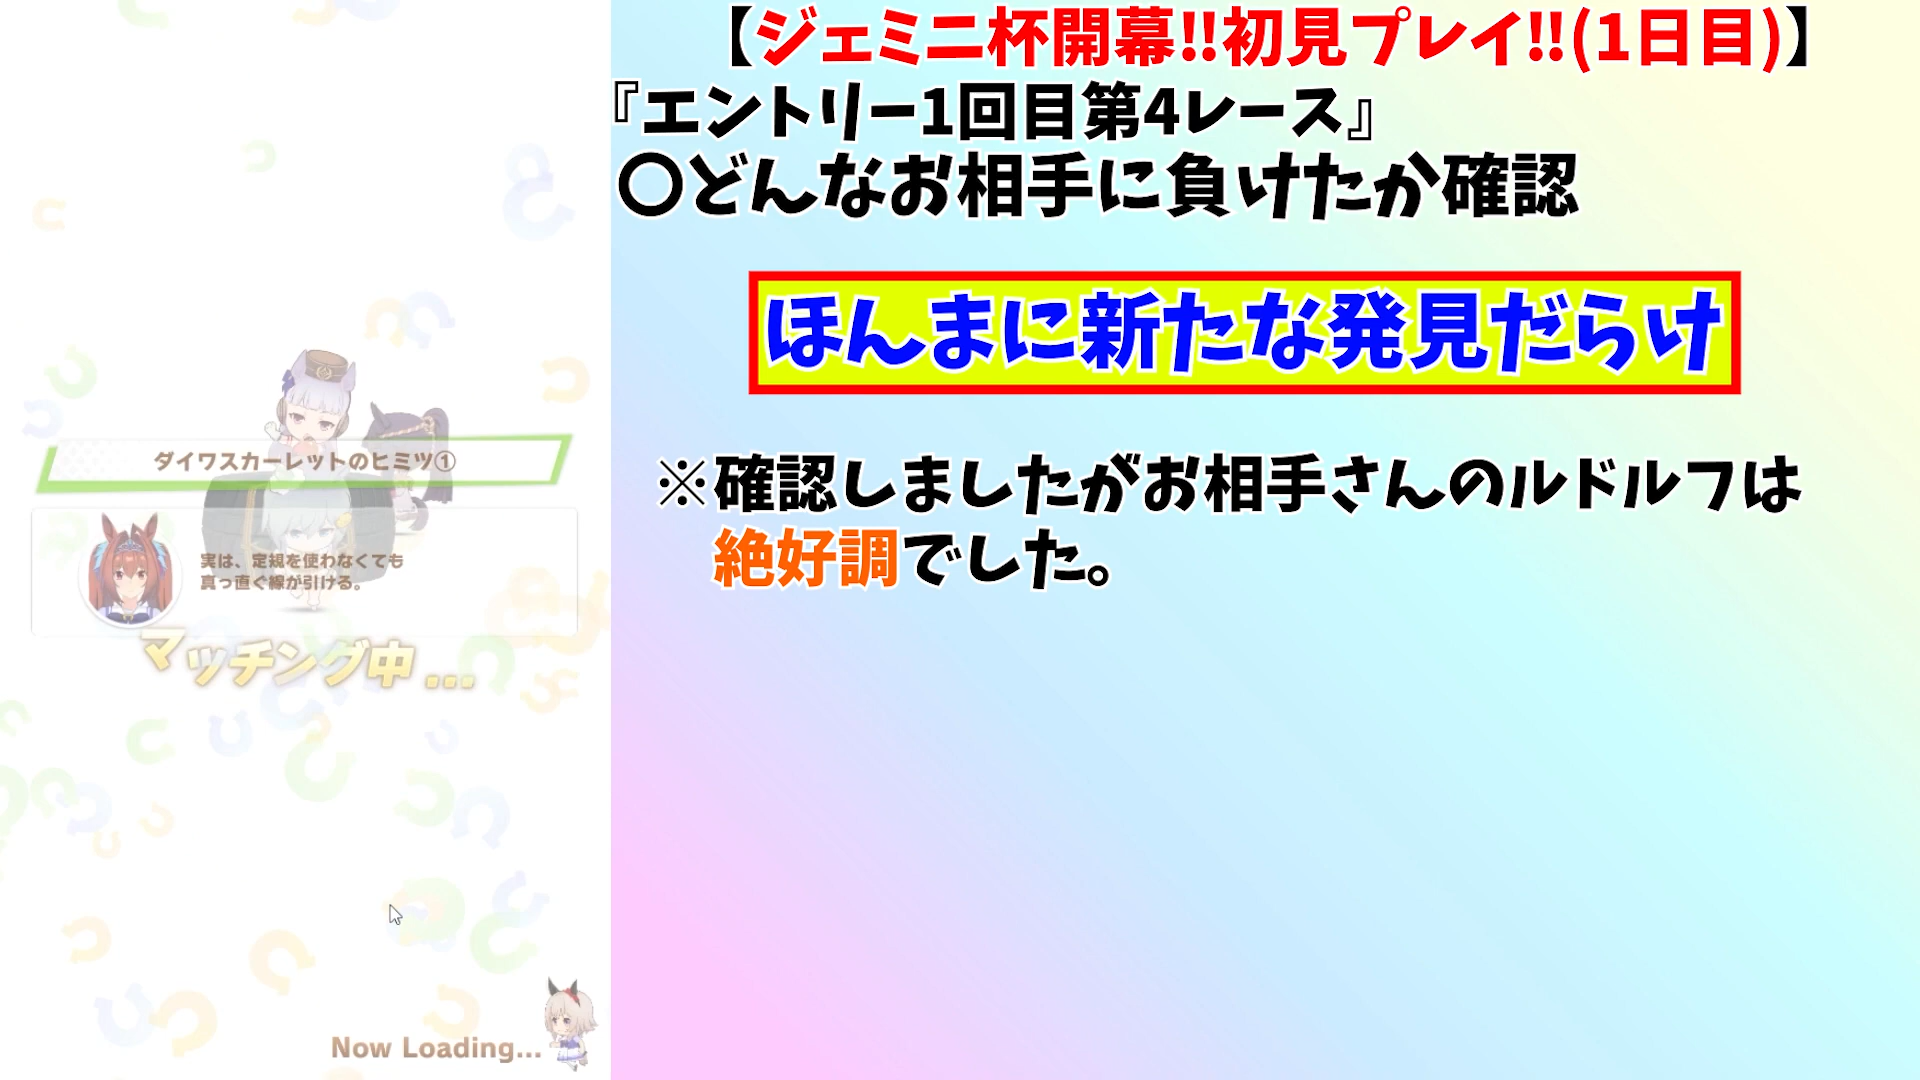 【ジェミニ杯開幕!!初見プレイ!!(1日目)】
『エントリー1回目第4レース』
〇どんなお相手に負けたか確認
ほんまに新たな発見だらけ
※確認しましたがお相手さんのルドルフは
絶好調でした。
ダイワスカーレットのヒミツ①
実は、定規を使わなくても
真っ直ぐ線が引ける。
マッチング中...
Now Loading...